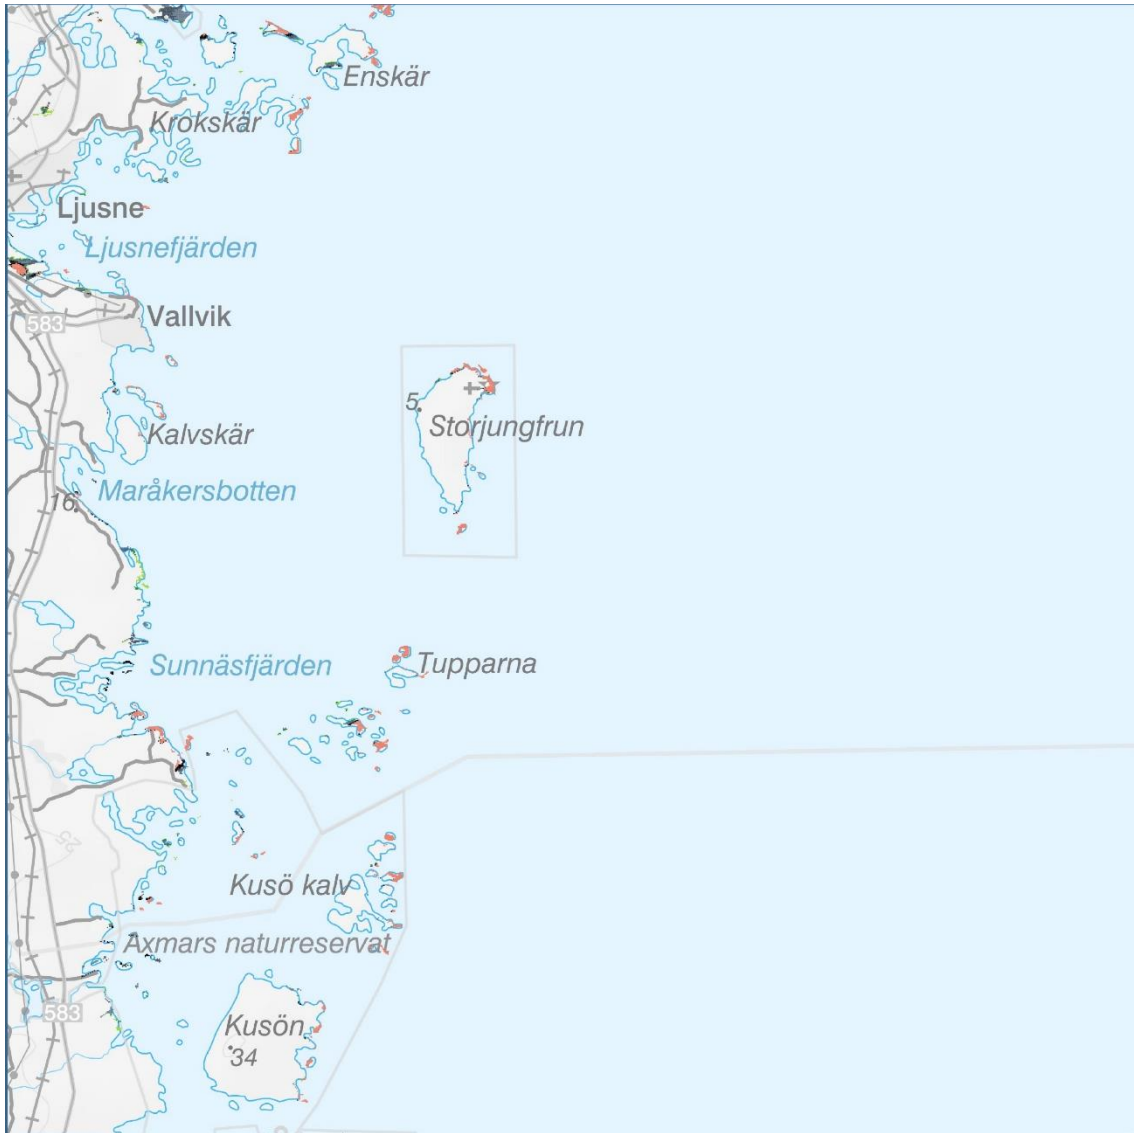 Enskär
Krokskär
Ljusne
Ljusnefjärden
Vallvik
583
5
Storjungfrun
Kalvskär
Maråkersbotten
16
Sunnäsfjärden
Tupparna
25
Kusö kalv
Axmars naturreservat
583
Kusön
34